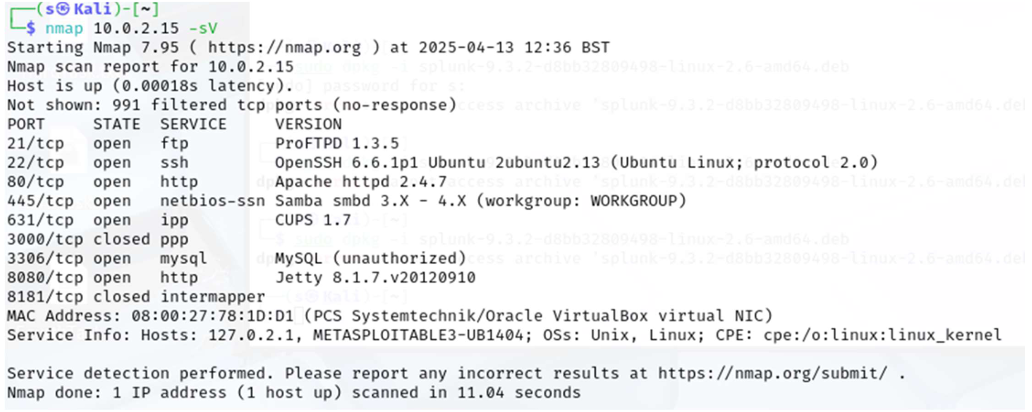 ┌──(s㉿Kali)-[~]
└─$ nmap 10.0.2.15 -sV
Starting Nmap 7.95 ( https://nmap.org ) at 2025-04-13 12:36 BST
Nmap scan report for 10.0.2.15
Host is up (0.00018s latency).
Not shown: 991 filtered tcp ports (no-response)
PORT     STATE  SERVICE     VERSION
21/tcp   open   ftp         ProFTPD 1.3.5
22/tcp   open   ssh         OpenSSH 6.6.1p1 Ubuntu 2ubuntu2.13 (Ubuntu Linux; protocol 2.0)
80/tcp   open   http        Apache httpd 2.4.7
445/tcp  open   netbios-ssn Samba smbd 3.X - 4.X (workgroup: WORKGROUP)
631/tcp  open   ipp         CUPS 1.7
3000/tcp closed ppp
3306/tcp open   mysql       MySQL (unauthorized)
8080/tcp open   http        Jetty 8.1.7.v20120910
8181/tcp closed intermapper
MAC Address: 08:00:27:78:1D:D1 (PCS Systemtechnik/Oracle VirtualBox virtual NIC)
Service Info: Hosts: 127.0.2.1, METASPLOITABLE3-UB1404; OSs: Unix, Linux; CPE: cpe:/o:linux:linux_kernel
Service detection performed. Please report any incorrect results at https://nmap.org/submit/ .
Nmap done: 1 IP address (1 host up) scanned in 11.04 seconds